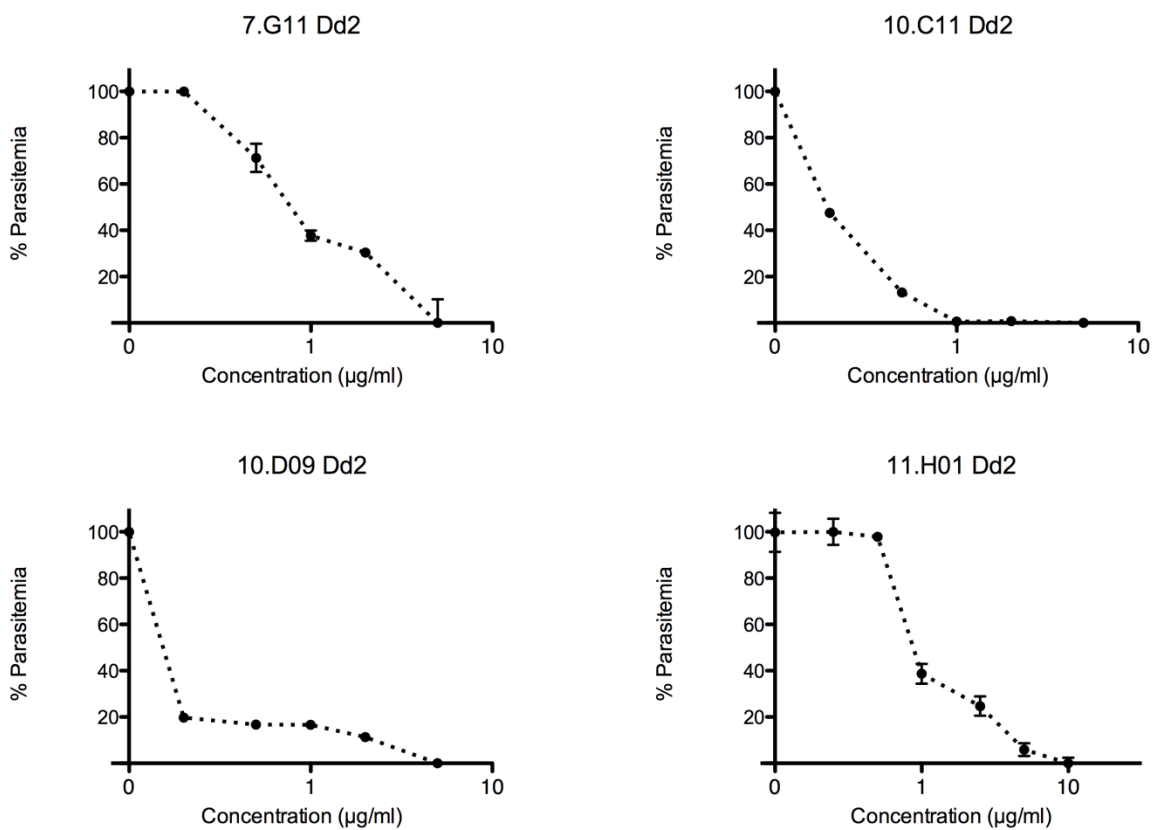 7.G11 Dd2
% Parasitemia
100
80
60
40
20
0
1
10
Concentration (µg/ml)
10.C11 Dd2
% Parasitemia
100
80
60
40
20
0
1
10
Concentration (µg/ml)
10.D09 Dd2
% Parasitemia
100
80
60
40
20
0
1
10
Concentration (µg/ml)
11.H01 Dd2
% Parasitemia
100
80
60
40
20
0
1
10
Concentration (µg/ml)